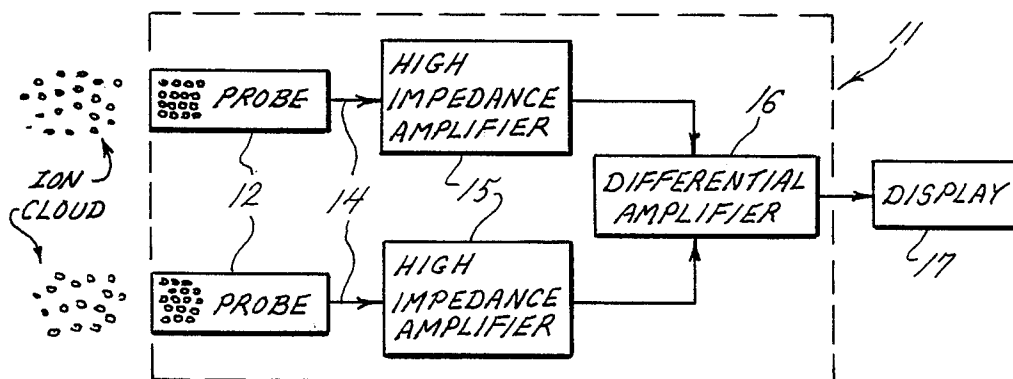 11
HIGH
IMPEDANCE
AMPLIFIER
PROBE
16
ION
CLOUD
12
14
15
DIFFERENTIAL
AMPLIFIER
DISPLAY
17
HIGH
IMPEDANCE
AMPLIFIER
PROBE